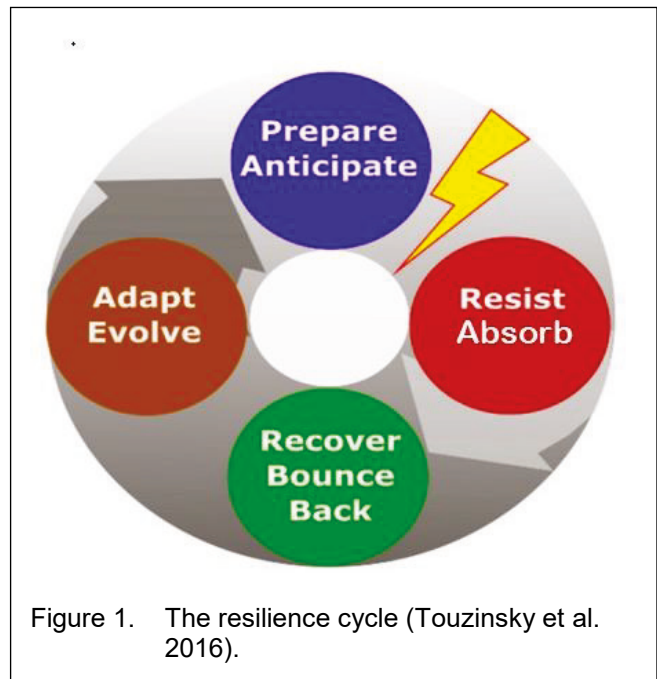 Prepare
Anticipate
Resist
Absorb
Adapt
Evolve
Recover
Bounce
Back
Figure 1. The resilience cycle (Touzinsky et al.
2016).